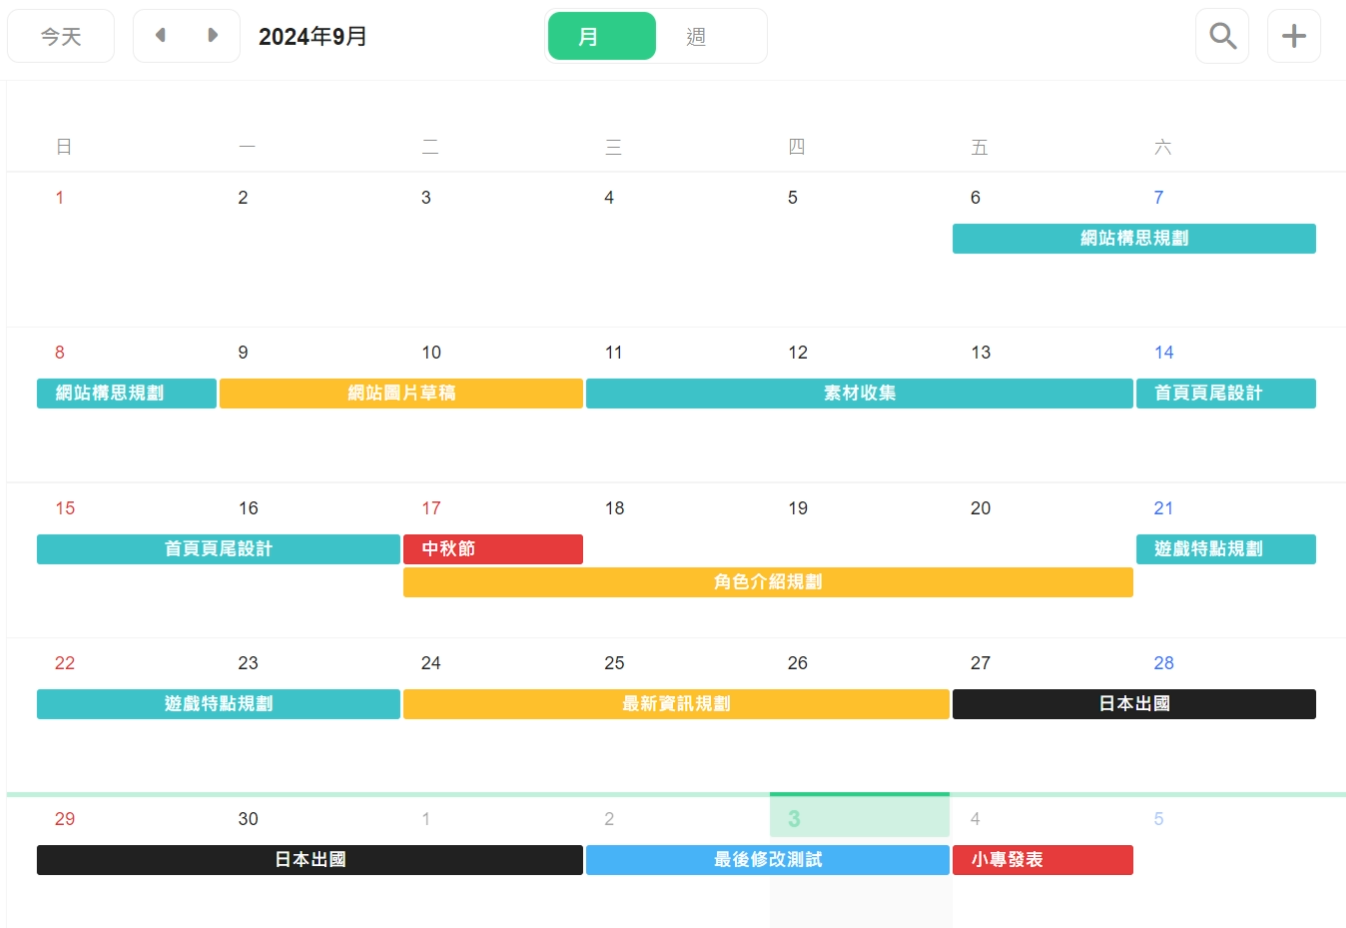 今天 2024年9月 月 週
日 一 二 三 四 五 六
1 2 3 4 5 6 7
網站構思規劃
8 9 10 11 12 13 14
網站構思規劃 網站圖片草稿 素材收集 首頁頁尾設計
15 16 17 18 19 20 21
首頁頁尾設計 中秋節 遊戲特點規劃
角色介紹規劃
22 23 24 25 26 27 28
遊戲特點規劃 最新資訊規劃 日本出國
29 30 1 2 3 4 5
日本出國 最後修改測試 小專發表